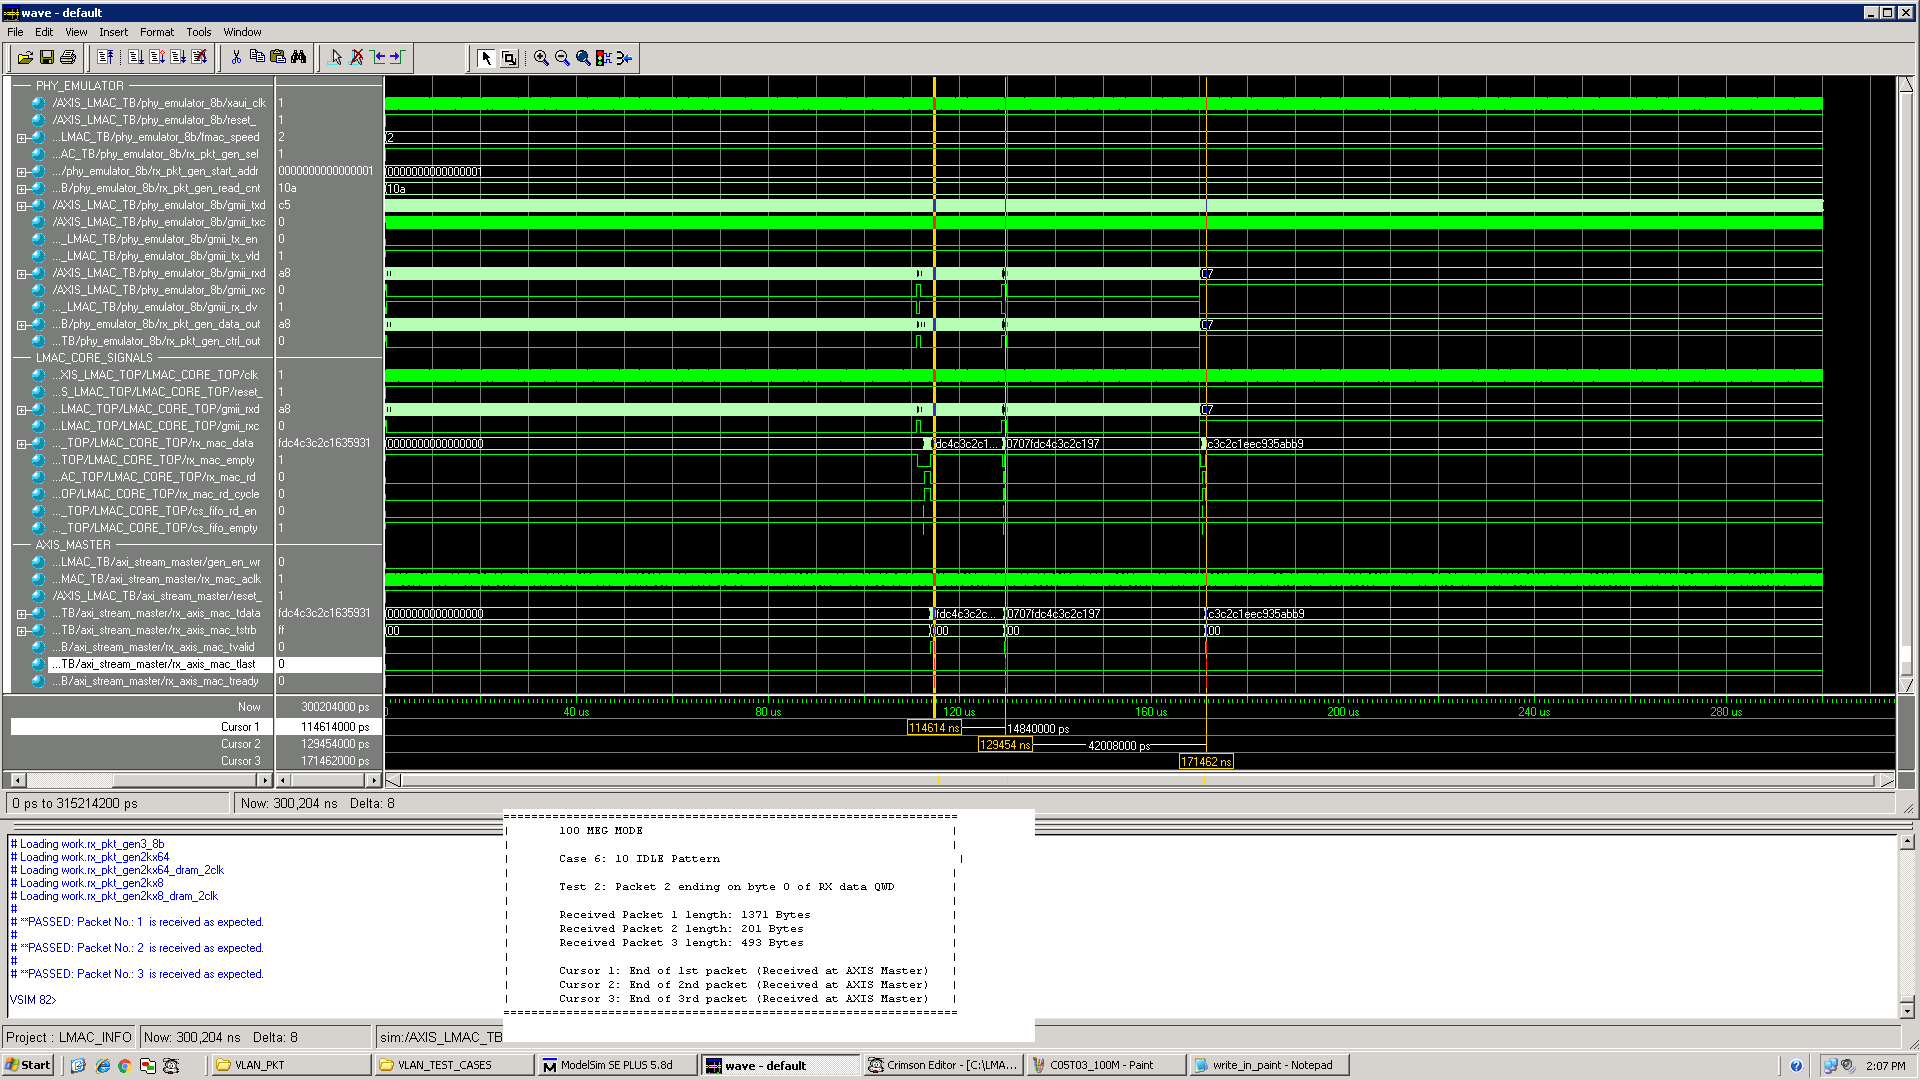 wave - default
File Edit View Insert Format Tools Window
PHY_EMULATOR
/AXIS_LMAC_TB/phy_emulator_8b/xaui_clk 1
/AXIS_LMAC_TB/phy_emulator_8b/reset_ 1
...LMAC_TB/phy_emulator_8b/fmac_speed 2 2
...AC_TB/phy_emulator_8b/rx_pkt_gen_sel 1
.../phy_emulator_8b/rx_pkt_gen_start_addr 0000000000000001 0000000000000001
...B/phy_emulator_8b/rx_pkt_gen_read_cnt 10a 10a
/AXIS_LMAC_TB/phy_emulator_8b/gmii_txd c5
/AXIS_LMAC_TB/phy_emulator_8b/gmii_txc 0
..._LMAC_TB/phy_emulator_8b/gmii_tx_en 0
..._LMAC_TB/phy_emulator_8b/gmii_tx_vld 1
/AXIS_LMAC_TB/phy_emulator_8b/gmii_rxd a8
/AXIS_LMAC_TB/phy_emulator_8b/gmii_rxc 0
..._LMAC_TB/phy_emulator_8b/gmii_rx_dv 1
...B/phy_emulator_8b/rx_pkt_gen_data_out a8
...TB/phy_emulator_8b/rx_pkt_gen_ctrl_out 0
LMAC_CORE_SIGNALS
...XIS_LMAC_TOP/LMAC_CORE_TOP/clk 1
...S_LMAC_TOP/LMAC_CORE_TOP/reset_ 1
...LMAC_TOP/LMAC_CORE_TOP/gmii_rxd a8
...LMAC_TOP/LMAC_CORE_TOP/gmii_rxc 0
..._TOP/LMAC_CORE_TOP/rx_mac_data fdc4c3c2c1635931 0000000000000000 fdc4c3c2c1... 0707fdc4c3c2c197 c3c2c1eec935abb9
...TOP/LMAC_CORE_TOP/rx_mac_empty 1
...AC_TOP/LMAC_CORE_TOP/rx_mac_rd 0
...OP/LMAC_CORE_TOP/rx_mac_rd_cycle 0
..._TOP/LMAC_CORE_TOP/cs_fifo_rd_en 0
..._TOP/LMAC_CORE_TOP/cs_fifo_empty 1
AXIS_MASTER
...LMAC_TB/axi_stream_master/gen_en_wr 0
...MAC_TB/axi_stream_master/rx_mac_aclk 1
/AXIS_LMAC_TB/axi_stream_master/reset_ 1
...TB/axi_stream_master/rx_axis_mac_tdata fdc4c3c2c1635931 0000000000000000 fdc4c3c2c... 0707fdc4c3c2c197 c3c2c1eec935abb9
...TB/axi_stream_master/rx_axis_mac_tstrb ff 00 00 00 00
...B/axi_stream_master/rx_axis_mac_tvalid 0
...TB/axi_stream_master/rx_axis_mac_tlast 0
...B/axi_stream_master/rx_axis_mac_tready 0
Now 300204000 ps 40 us 80 us 120 us 160 us 200 us 240 us 280 us
Cursor 1 114614000 ps 114614 ns 14840000 ps
Cursor 2 129454000 ps 129454 ns 42008000 ps
Cursor 3 171462000 ps 171462 ns
0 ps to 315214200 ps Now: 300,204 ns Delta: 8
# Loading work.rx_pkt_gen3_8b
# Loading work.rx_pkt_gen2kx64
# Loading work.rx_pkt_gen2kx64_dram_2clk
# Loading work.rx_pkt_gen2kx8
# Loading work.rx_pkt_gen2kx8_dram_2clk
#
# **PASSED: Packet No.: 1 is received as expected.
#
# **PASSED: Packet No.: 2 is received as expected.
#
# **PASSED: Packet No.: 3 is received as expected.
VSIM 82>
100 MEG MODE
Case 6: 10 IDLE Pattern
Test 2: Packet 2 ending on byte 0 of RX data QWD
Received Packet 1 length: 1371 Bytes
Received Packet 2 length: 201 Bytes
Received Packet 3 length: 493 Bytes
Cursor 1: End of 1st packet (Received at AXIS Master)
Cursor 2: End of 2nd packet (Received at AXIS Master)
Cursor 3: End of 3rd packet (Received at AXIS Master)
Project : LMAC_INFO Now: 300,204 ns Delta: 8 sim:/AXIS_LMAC_TB
Start VLAN_PKT VLAN_TEST_CASES ModelSim SE PLUS 5.8d wave - default Crimson Editor - [C:\LMA... C05T03_100M - Paint write_in_paint - Notepad 2:07 PM